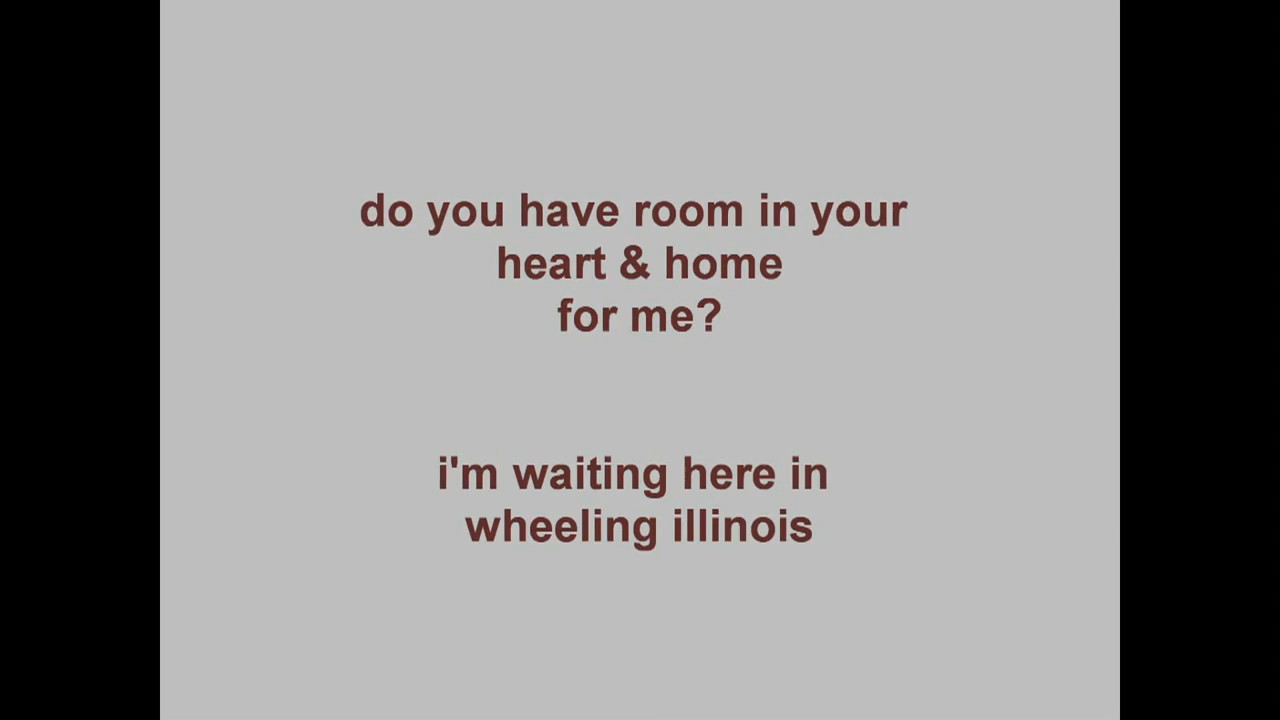 do you have room in your
heart & home
for me?
i'm waiting here in
wheeling illinois